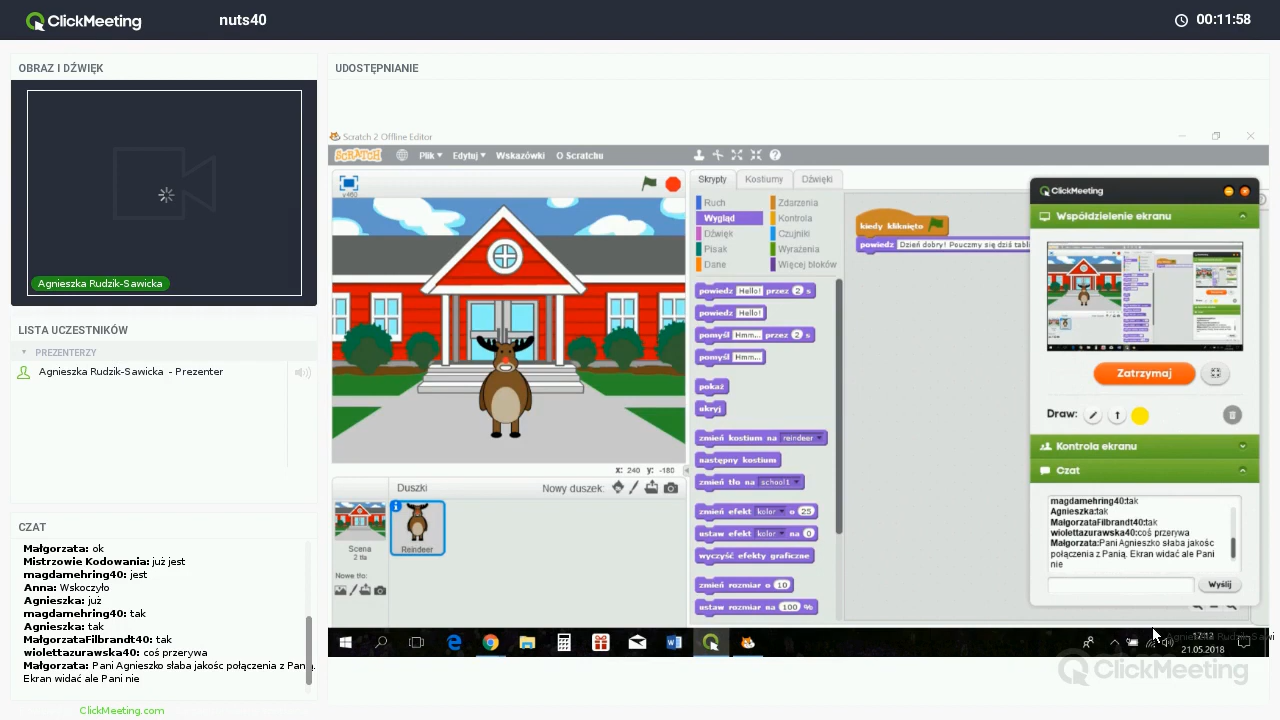 ClickMeeting
nuts40
00:11:58
OBRAZ I DŹWIĘK
Agnieszka Rudzik-Sawicka
LISTA UCZESTNIKÓW
PREZENTERZY
Agnieszka Rudzik-Sawicka - Prezenter
CZAT
Małgorzata: ok
Mistrzowie Kodowania: już jest
magdamehring40: jest
Anna: Wskoczyło
Agnieszka: już
magdamehring40: tak
Agnieszka: tak
MałgorzataFilbrandt40: tak
wiolettazurawska40: coś przerywa
Małgorzata: Pani Agnieszko słaba jakośc połączenia z Panią.
Ekran widać ale Pani nie
ClickMeeting.com
UDOSTĘPNIANIE
Scratch 2 Offline Editor
SCRATCH
Plik
Edytuj
Wskazówki
O Scratchu
v460
x: 240 y: -180
Duszki
Nowy duszek:
Scena
2 tła
Reindeer
Nowe tło:
Skrypty
Kostiumy
Dźwięki
Ruch
Zdarzenia
Wygląd
Kontrola
Dźwięk
Czujniki
Pisak
Wyrażenia
Dane
Więcej bloków
powiedz Hello! przez 2 s
powiedz Hello!
pomyśl Hmm... przez 2 s
pomyśl Hmm...
pokaż
ukryj
zmień kostium na reindeer
następny kostium
zmień tło na school1
zmień efekt kolor o 25
ustaw efekt kolor na 0
wyczyść efekty graficzne
zmień rozmiar o 10
ustaw rozmiar na 100 %
kiedy kliknięto
powiedz Dzień dobry! Pouczmy się dziś tabli
ClickMeeting
Współdzielenie ekranu
Zatrzymaj
Draw:
Kontrola ekranu
Czat
magdamehring40:tak
Agnieszka:tak
MałgorzataFilbrandt40:tak
wiolettazurawska40:coś przerywa
Małgorzata:Pani Agnieszko słaba jakośc
połączenia z Panią. Ekran widać ale Pani
nie
Wyślij
17:12
21.05.2018
Agnieszka Rudzik-Sawi
ClickMeeting